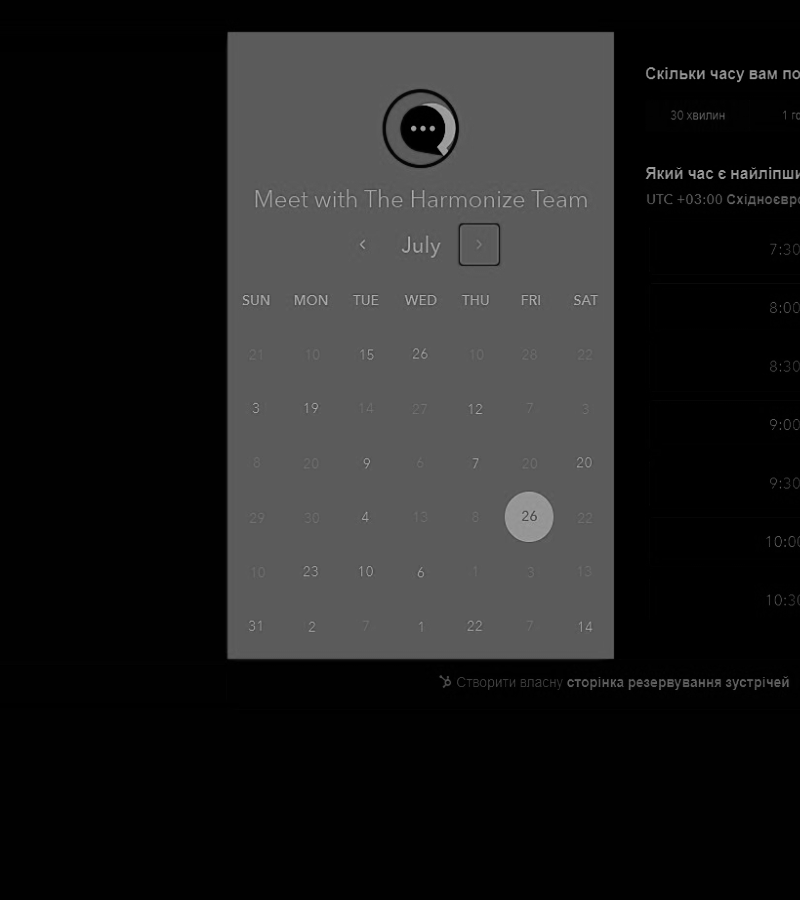 Meet with The Harmonize Team
July
SUN MON TUE WED THU FRI SAT
21 10 15 26 10 28 22
3 19 14 27 12 7 3
8 20 9 6 7 20 20
29 30 4 13 8 26 22
10 23 10 6 1 3 13
31 2 7 1 22 7 14
Скільки часу вам по
30 хвилин 1 го
Який час є найліпши
UTC +03:00 Східноєвро
7:30
8:00
8:30
9:00
9:30
10:00
10:30
Створити власну сторінка резервування зустрічей